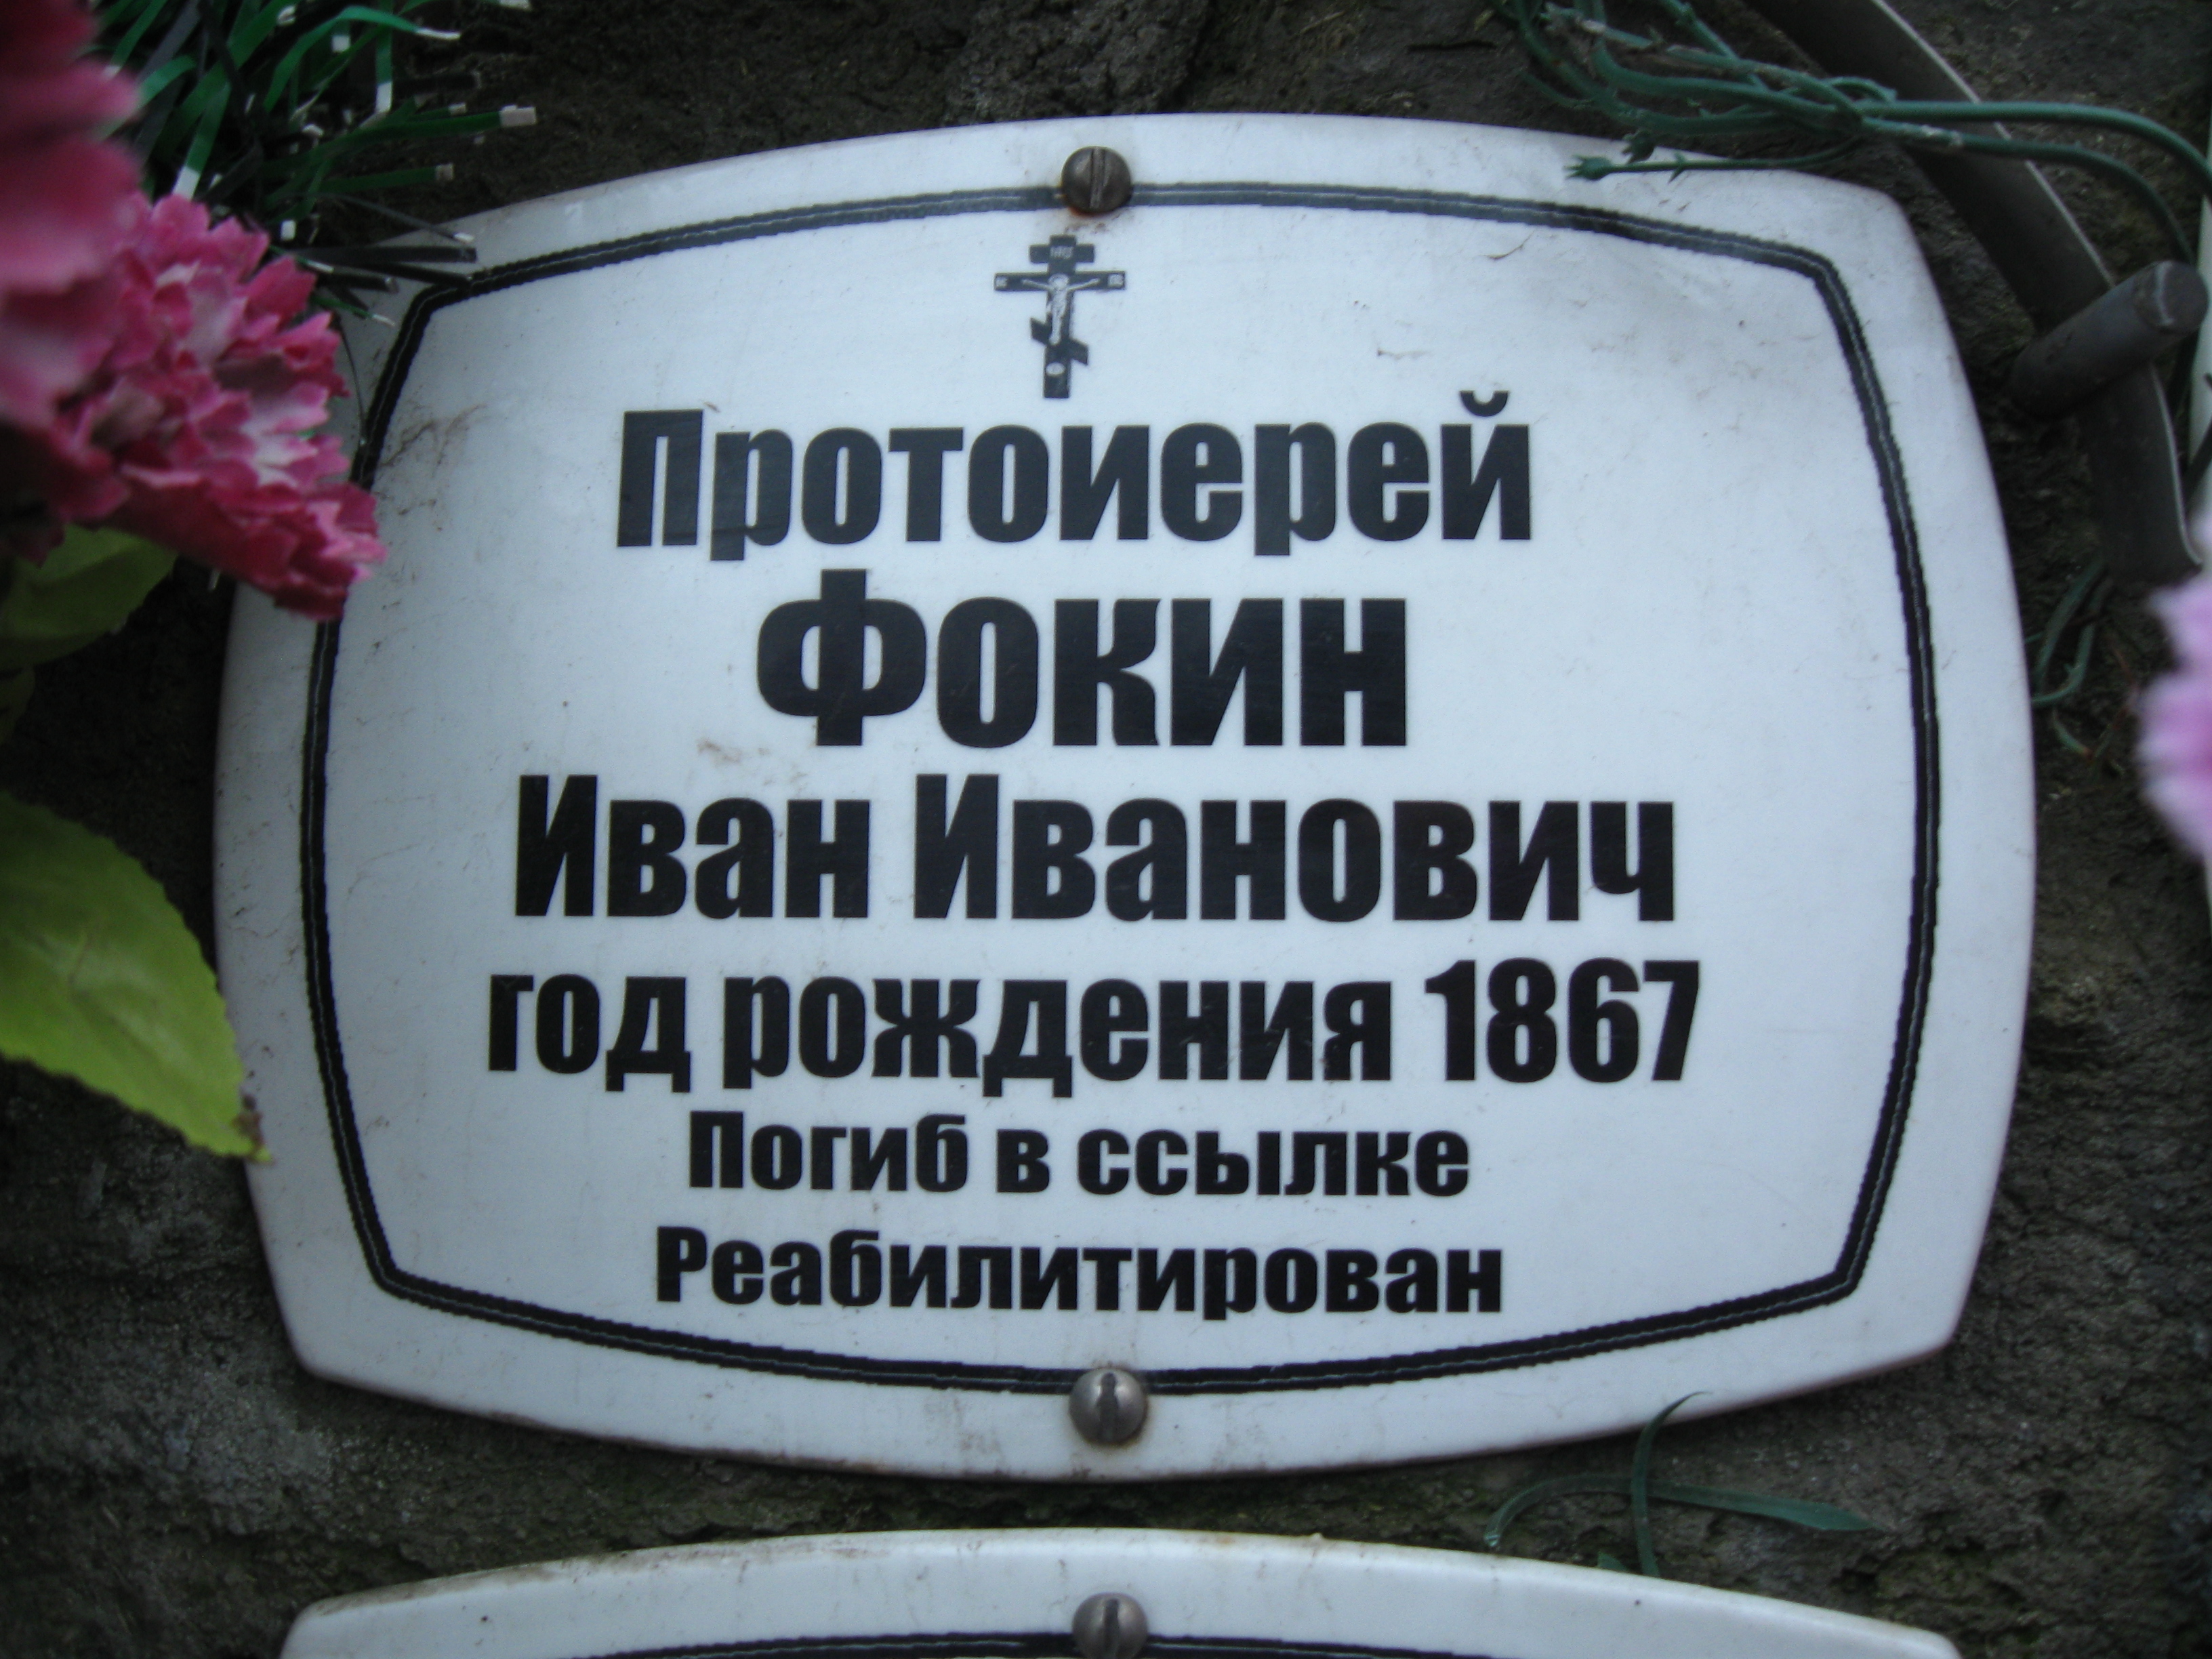 Протоиерей
ФОКИН
Иван Иванович
год рождения 1867
Погиб в ссылке
Реабилитирован